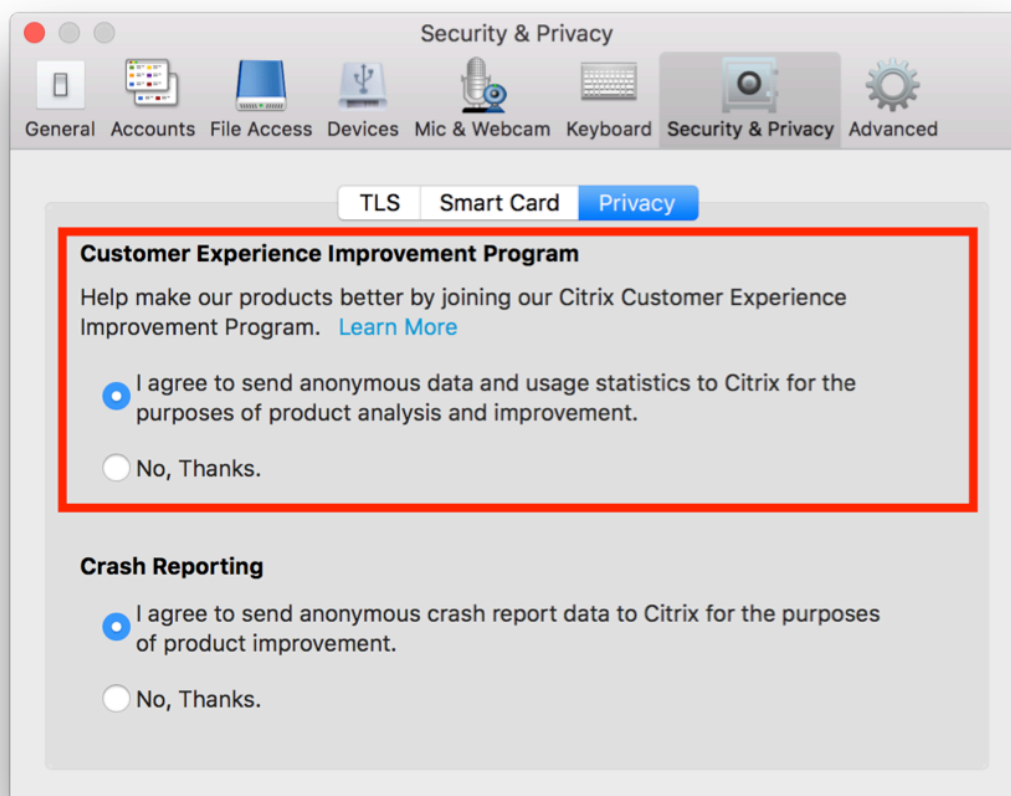 Security & Privacy
General Accounts File Access Devices Mic & Webcam Keyboard Security & Privacy Advanced
TLS Smart Card Privacy
Customer Experience Improvement Program
Help make our products better by joining our Citrix Customer Experience
Improvement Program. Learn More
I agree to send anonymous data and usage statistics to Citrix for the
purposes of product analysis and improvement.
No, Thanks.
Crash Reporting
I agree to send anonymous crash report data to Citrix for the purposes
of product improvement.
No, Thanks.